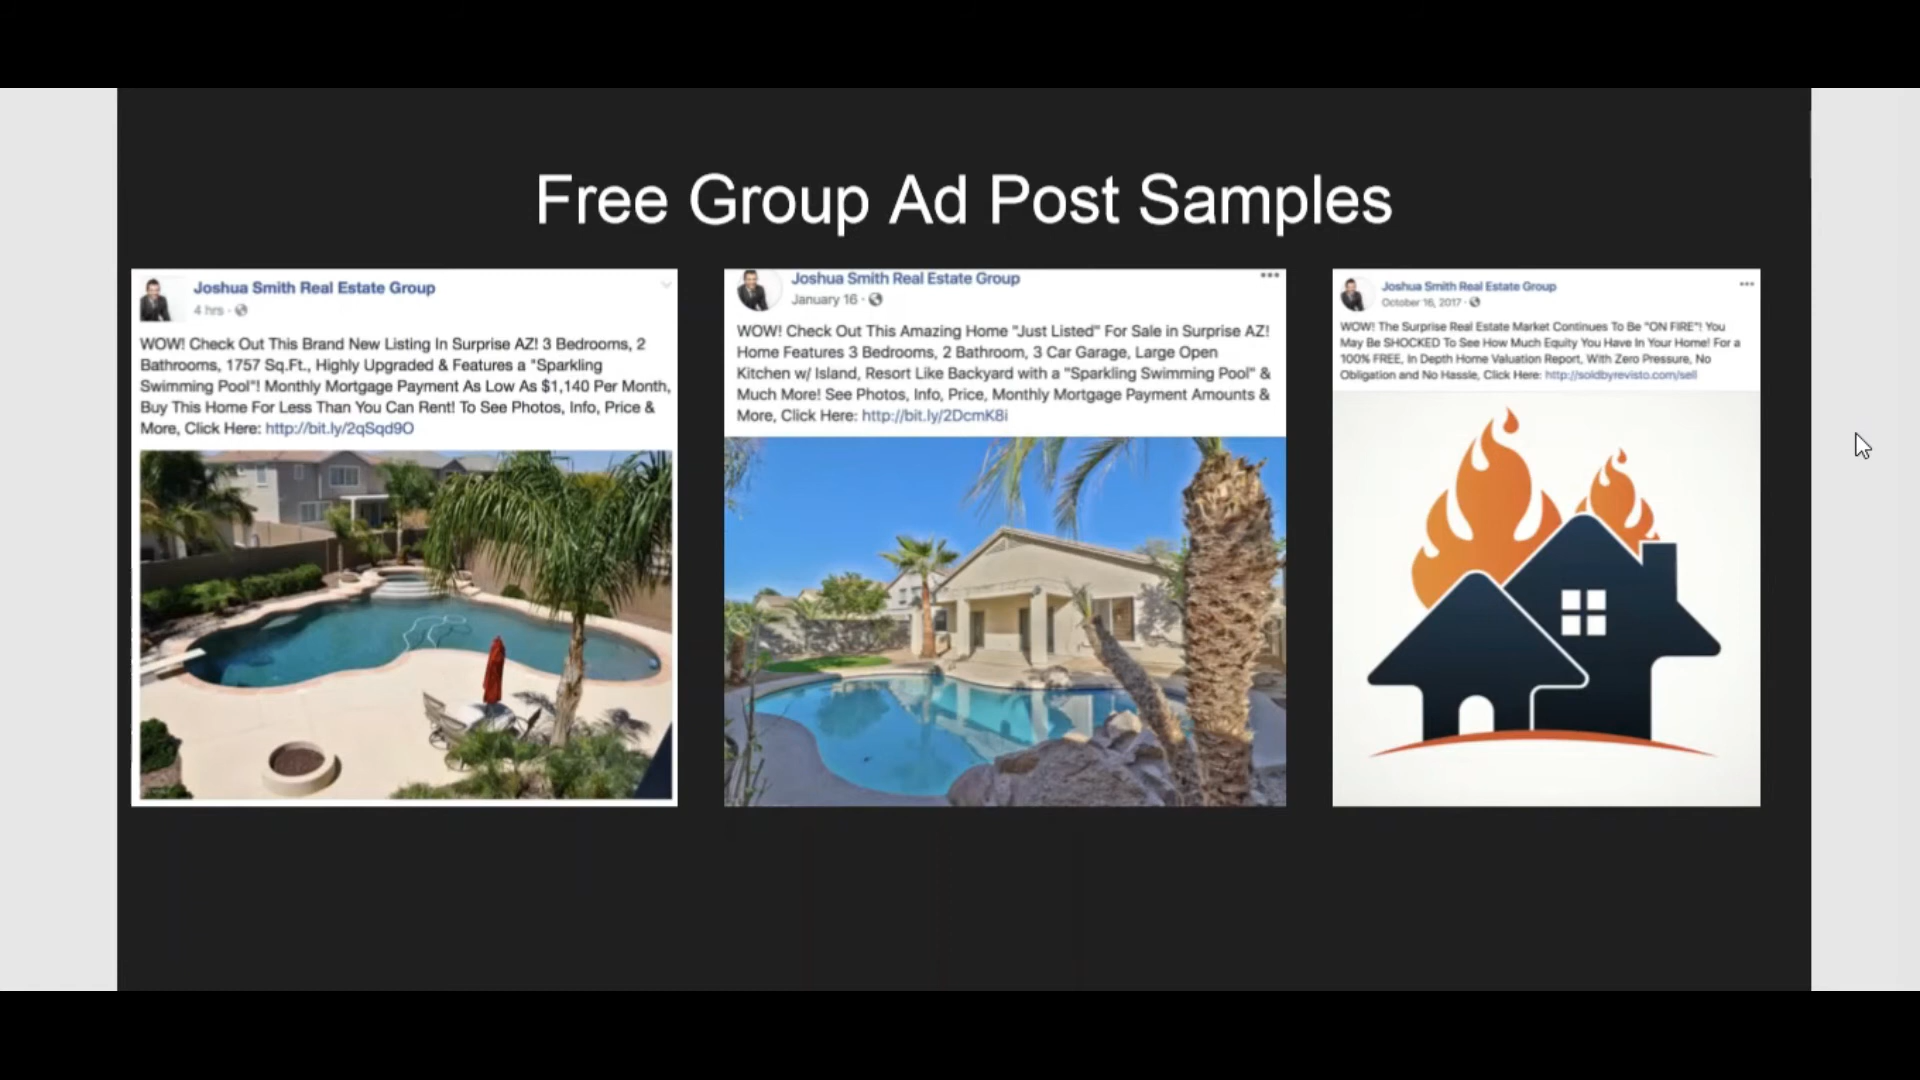 Free Group Ad Post Samples
Joshua Smith Real Estate Group
4 hrs ·
WOW! Check Out This Brand New Listing In Surprise AZ! 3 Bedrooms, 2
Bathrooms, 1757 Sq.Ft., Highly Upgraded & Features a "Sparkling
Swimming Pool"! Monthly Mortgage Payment As Low As $1,140 Per Month,
Buy This Home For Less Than You Can Rent! To See Photos, Info, Price &
More, Click Here: http://bit.ly/2qSqd9O
Joshua Smith Real Estate Group
January 16 ·
WOW! Check Out This Amazing Home "Just Listed" For Sale in Surprise AZ!
Home Features 3 Bedrooms, 2 Bathroom, 3 Car Garage, Large Open
Kitchen w/ Island, Resort Like Backyard with a "Sparkling Swimming Pool" &
Much More! See Photos, Info, Price, Monthly Mortgage Payment Amounts &
More, Click Here: http://bit.ly/2DcmK8i
Joshua Smith Real Estate Group
October 16, 2017 ·
WOW! The Surprise Real Estate Market Continues To Be "ON FIRE"! You
May Be SHOCKED To See How Much Equity You Have In Your Home! For a
100% FREE, In Depth Home Valuation Report, With Zero Pressure, No
Obligation and No Hassle, Click Here: http://soldbyrevisto.com/sell